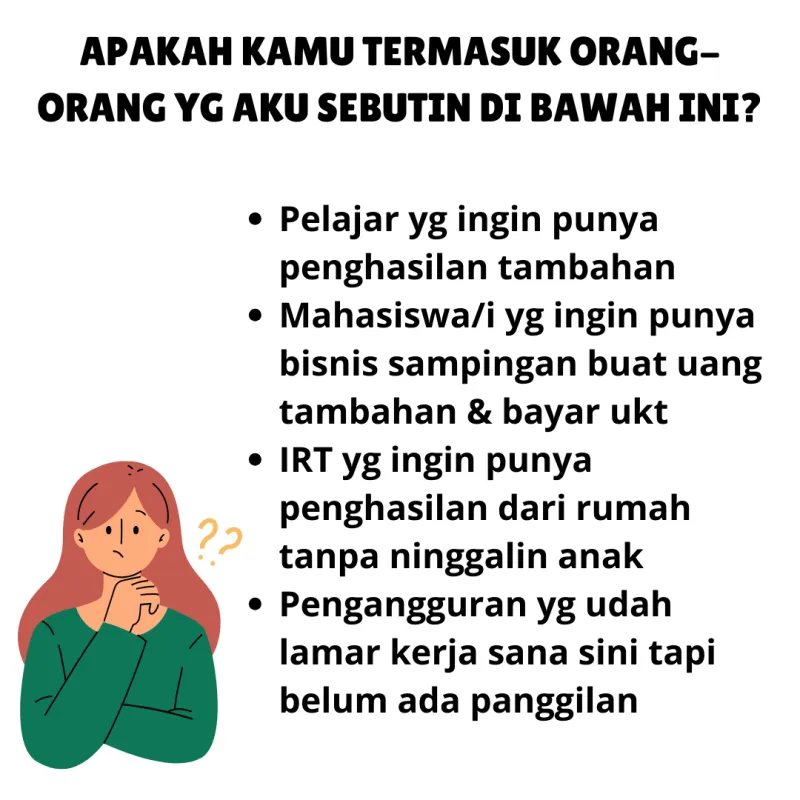 APAKAH KAMU TERMASUK ORANG-
ORANG YG AKU SEBUTIN DI BAWAH INI?
• Pelajar yg ingin punya
penghasilan tambahan
• Mahasiswa/i yg ingin punya
bisnis sampingan buat uang
tambahan & bayar ukt
• IRT yg ingin punya
penghasilan dari rumah
tanpa ninggalin anak
• Pengangguran yg udah
lamar kerja sana sini tapi
belum ada panggilan
??